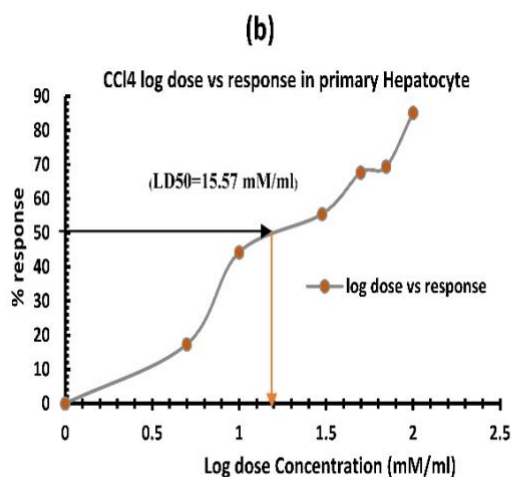 (b)
CCl4 log dose vs response in primary Hepatocyte
90
80
70
60
50
40
30
20
10
0
% response
(LD50=15.57 mM/ml)
log dose vs response
0 0.5 1 1.5 2 2.5
Log dose Concentration (mM/ml)